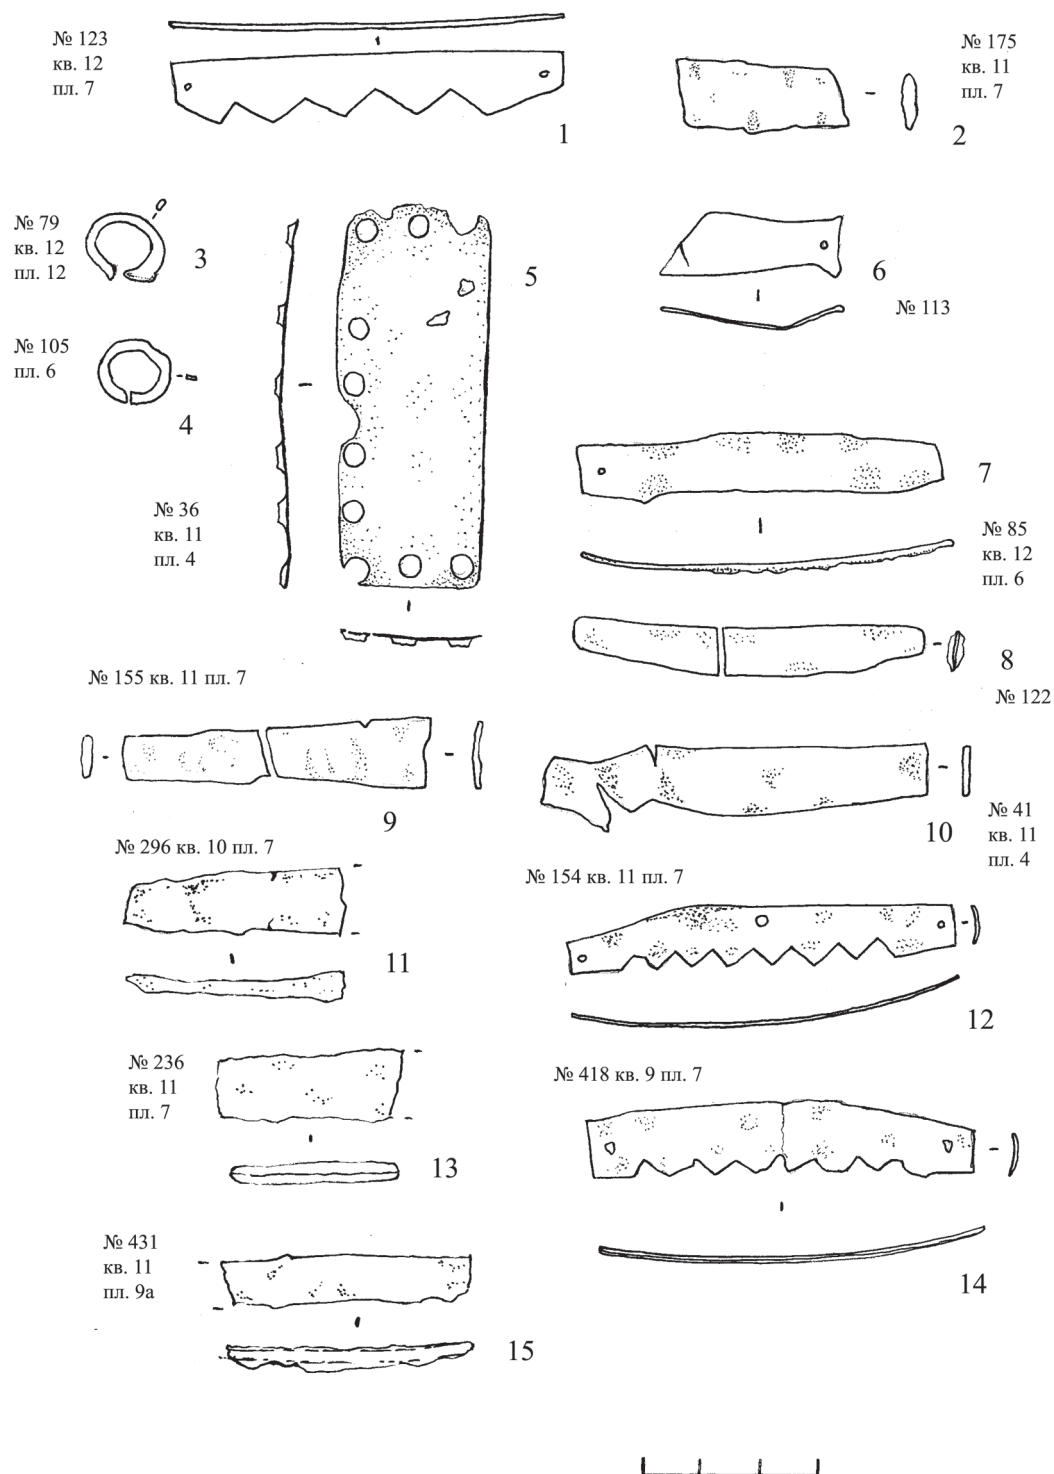 № 123
кв. 12
пл. 7
1
№ 175
кв. 11
пл. 7
2
№ 79
кв. 12
пл. 12
3
№ 105
пл. 6
4
5
№ 36
кв. 11
пл. 4
6
№ 113
7
№ 85
кв. 12
пл. 6
8
№ 122
№ 155 кв. 11 пл. 7
9
10
№ 41
кв. 11
пл. 4
№ 296 кв. 10 пл. 7
11
№ 154 кв. 11 пл. 7
12
№ 236
кв. 11
пл. 7
13
№ 418 кв. 9 пл. 7
14
№ 431
кв. 11
пл. 9а
15